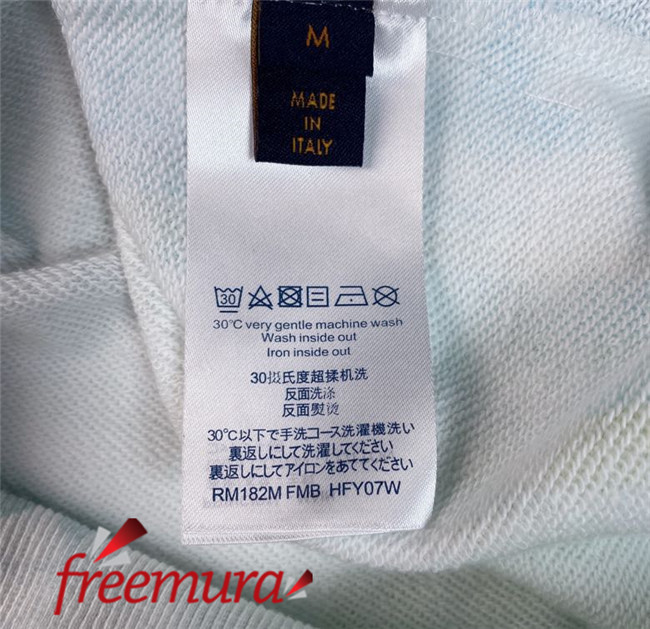 M
MADE
IN
ITALY
30
30℃ very gentle machine wash
Wash inside out
Iron inside out
30摄氏度超揉机洗
反面洗涤
反面熨烫
30℃以下で手洗コース洗濯機洗い
裏返しにして洗濯してください
裏返しにしてアイロンをあててください
RM182M FMB HFY07W
freemura